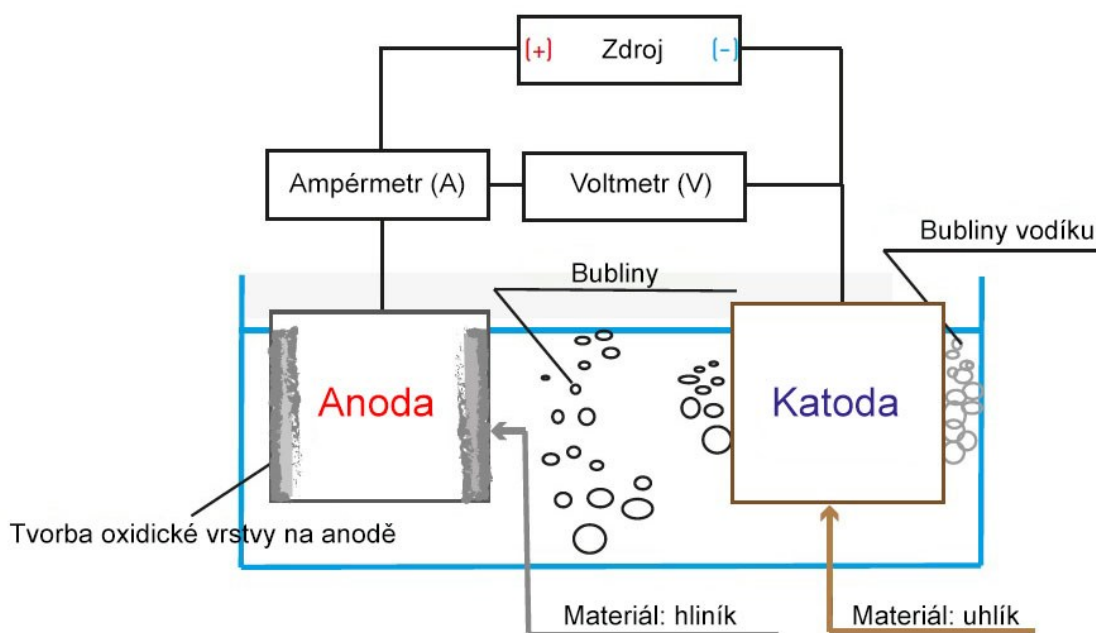 (+) Zdroj (-)
Ampérmetr (A)
Voltmetr (V)
Bubliny vodíku
Bubliny
Anoda
Katoda
Tvorba oxidické vrstvy na anodě
Materiál: hliník
Materiál: uhlík